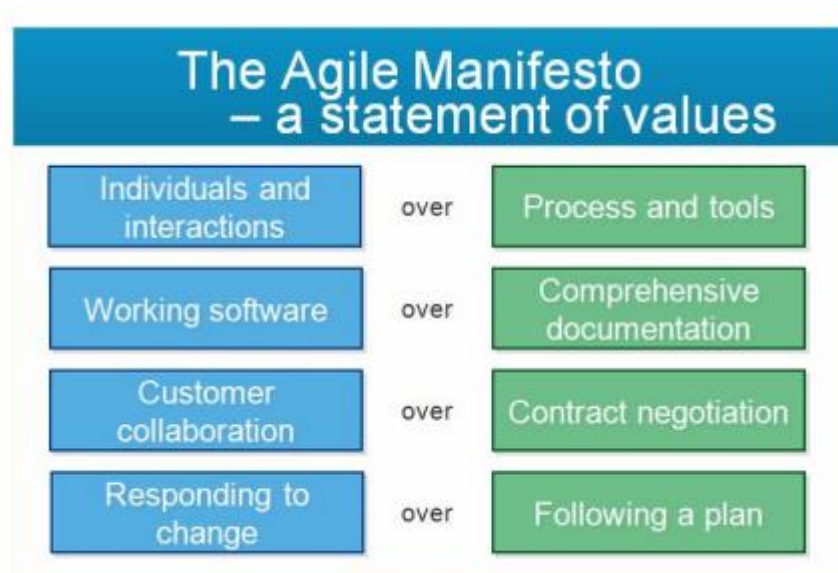 The Agile Manifesto
– a statement of values
Individuals and
interactions
over
Process and tools
Working software
over
Comprehensive
documentation
Customer
collaboration
over
Contract negotiation
Responding to
change
over
Following a plan